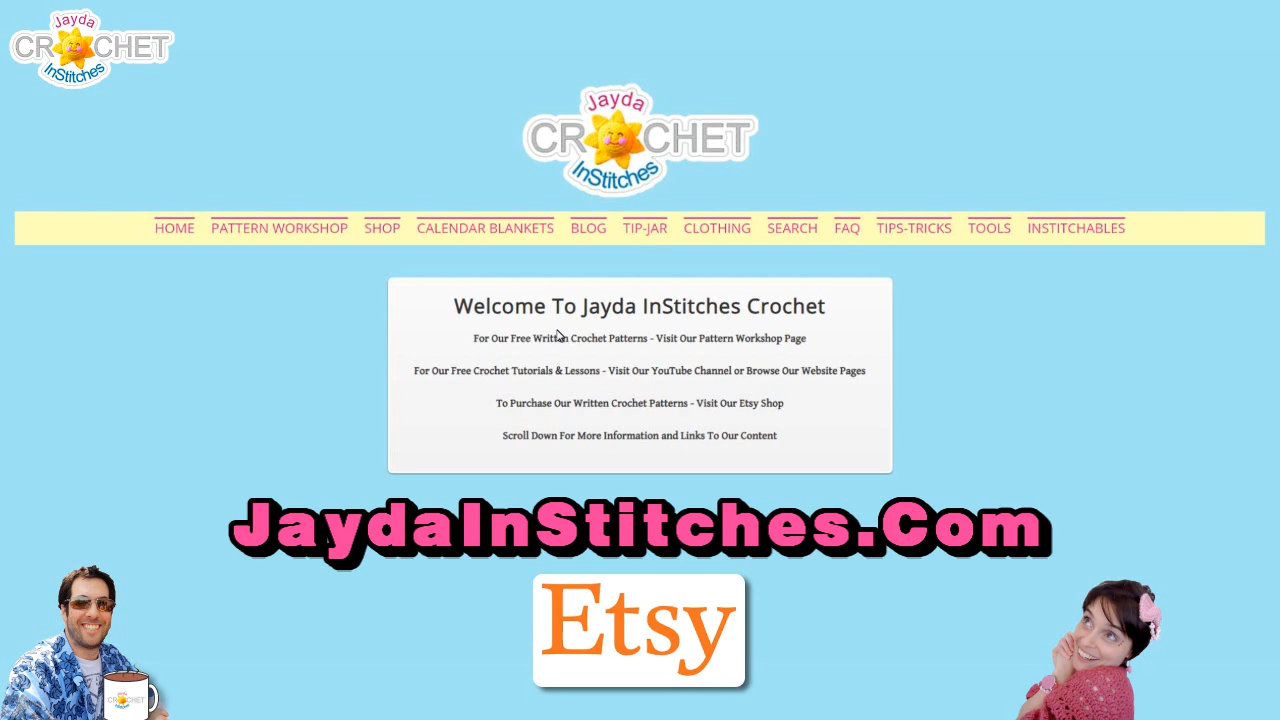 Jayda
CROCHET
InStitches
Jayda
CROCHET
InStitches
HOME PATTERN WORKSHOP SHOP CALENDAR BLANKETS BLOG TIP-JAR CLOTHING SEARCH FAQ TIPS-TRICKS TOOLS INSTITCHABLES
Welcome To Jayda InStitches Crochet
For Our Free Written Crochet Patterns - Visit Our Pattern Workshop Page
For Our Free Crochet Tutorials & Lessons - Visit Our YouTube Channel or Browse Our Website Pages
To Purchase Our Written Crochet Patterns - Visit Our Etsy Shop
Scroll Down For More Information and Links To Our Content
JaydaInStitches.Com
Etsy
Jayda
CROCHET
InStitches